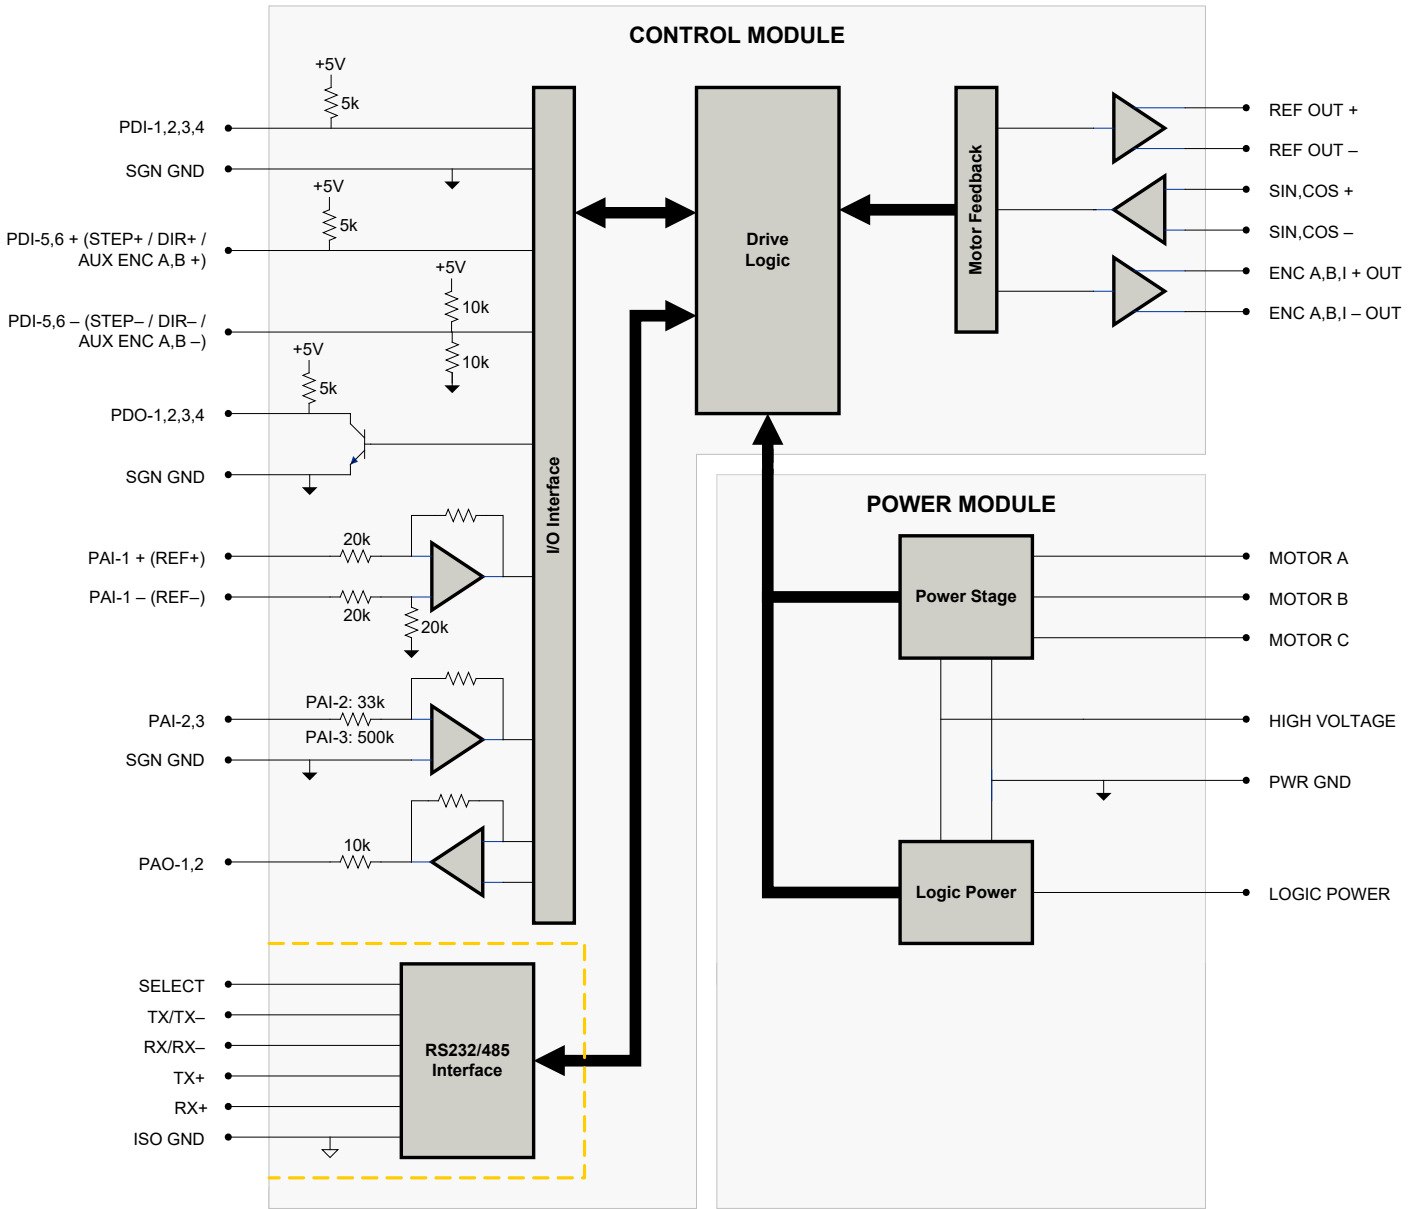 CONTROL MODULE
+5V
5k
PDI-1,2,3,4
SGN GND
+5V
5k
PDI-5,6 + (STEP+ / DIR+ /
AUX ENC A,B +)
+5V
10k
PDI-5,6 – (STEP– / DIR– /
AUX ENC A,B –)
10k
+5V
5k
PDO-1,2,3,4
SGN GND
20k
PAI-1 + (REF+)
PAI-1 – (REF–)
20k
20k
PAI-2: 33k
PAI-2,3
PAI-3: 500k
SGN GND
10k
PAO-1,2
I/O Interface
SELECT
TX/TX–
RX/RX–
TX+
RX+
ISO GND
RS232/485
Interface
Drive
Logic
Motor Feedback
REF OUT +
REF OUT –
SIN,COS +
SIN,COS –
ENC A,B,I + OUT
ENC A,B,I – OUT
POWER MODULE
Power Stage
MOTOR A
MOTOR B
MOTOR C
HIGH VOLTAGE
PWR GND
Logic Power
LOGIC POWER